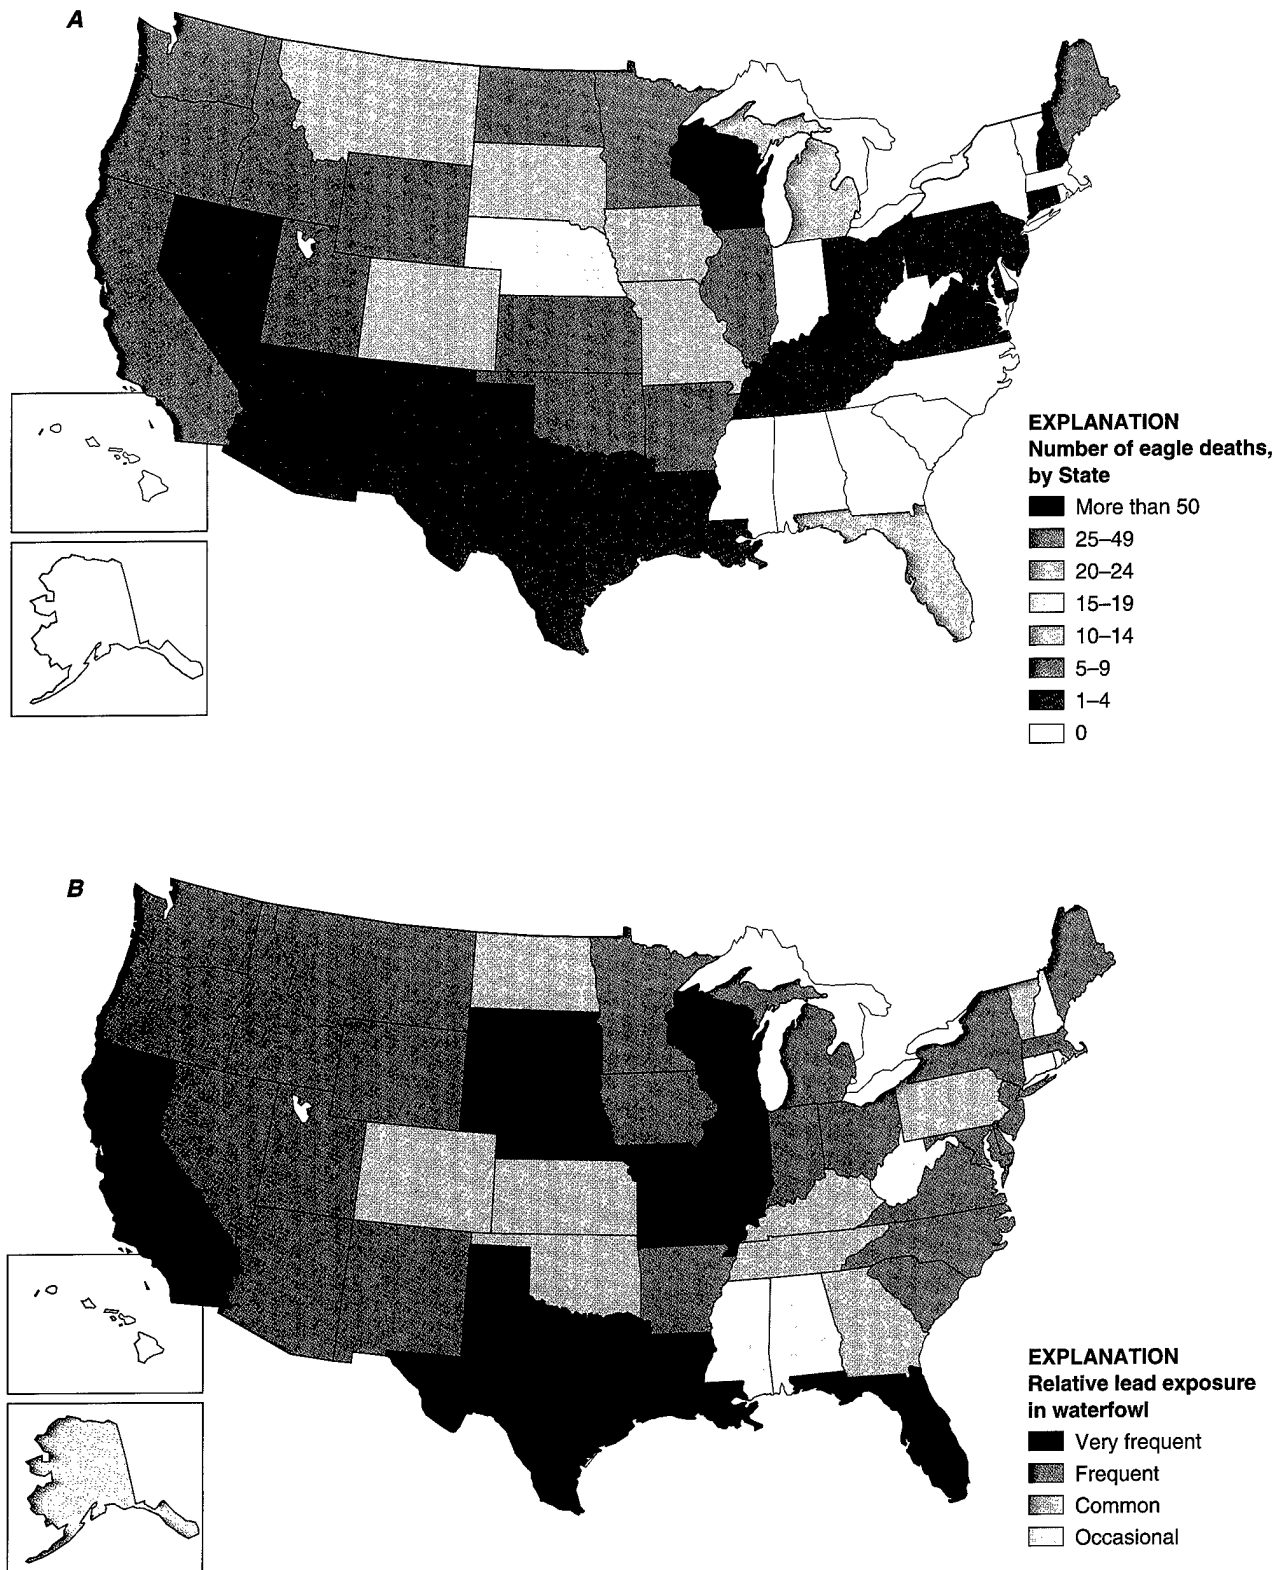 A
EXPLANATION
Number of eagle deaths,
by State
More than 50
25–49
20–24
15–19
10–14
5–9
1–4
0
B
EXPLANATION
Relative lead exposure
in waterfowl
Very frequent
Frequent
Common
Occasional